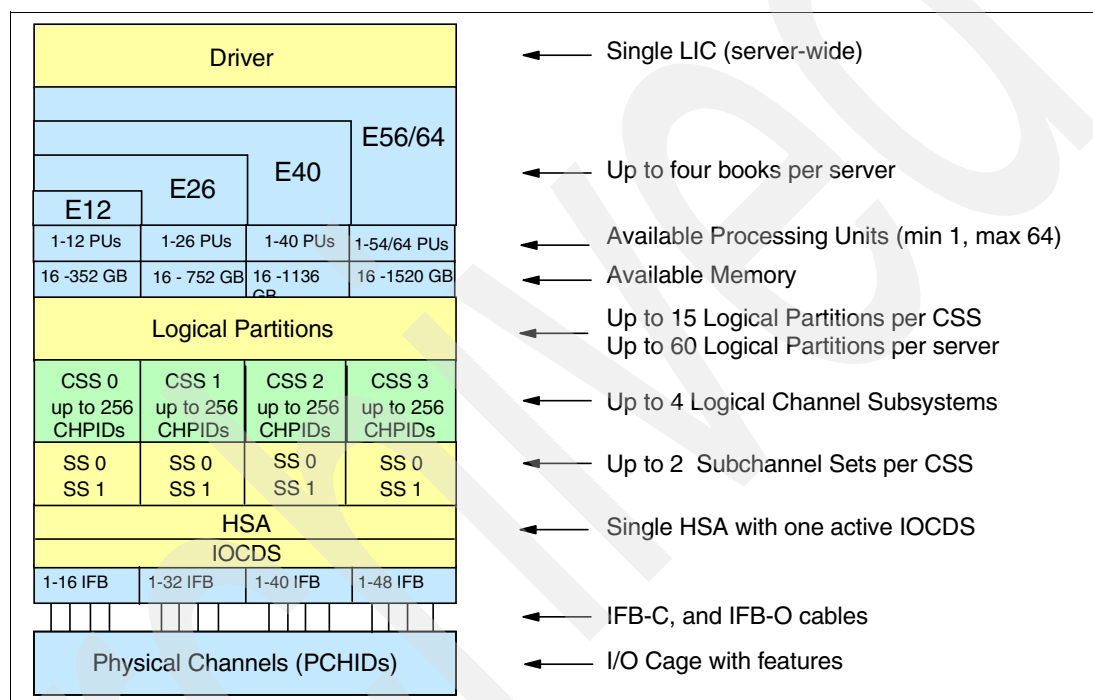 Driver
Single LIC (server-wide)
E56/64
E40
E26
E12
Up to four books per server
1-12 PUs
1-26 PUs
1-40 PUs
1-54/64 PUs
Available Processing Units (min 1, max 64)
16 -352 GB
16 - 752 GB
16 -1136
GB
16 -1520 GB
Available Memory
Logical Partitions
Up to 15 Logical Partitions per CSS
Up to 60 Logical Partitions per server
CSS 0
up to 256
CHPIDs
CSS 1
up to 256
CHPIDs
CSS 2
up to 256
CHPIDs
CSS 3
up to 256
CHPIDs
Up to 4 Logical Channel Subsystems
SS 0
SS 1
SS 0
SS 1
SS 0
SS 1
SS 0
SS 1
Up to 2 Subchannel Sets per CSS
HSA
IOCDS
Single HSA with one active IOCDS
1-16 IFB
1-32 IFB
1-40 IFB
1-48 IFB
IFB-C, and IFB-O cables
Physical Channels (PCHIDs)
I/O Cage with features